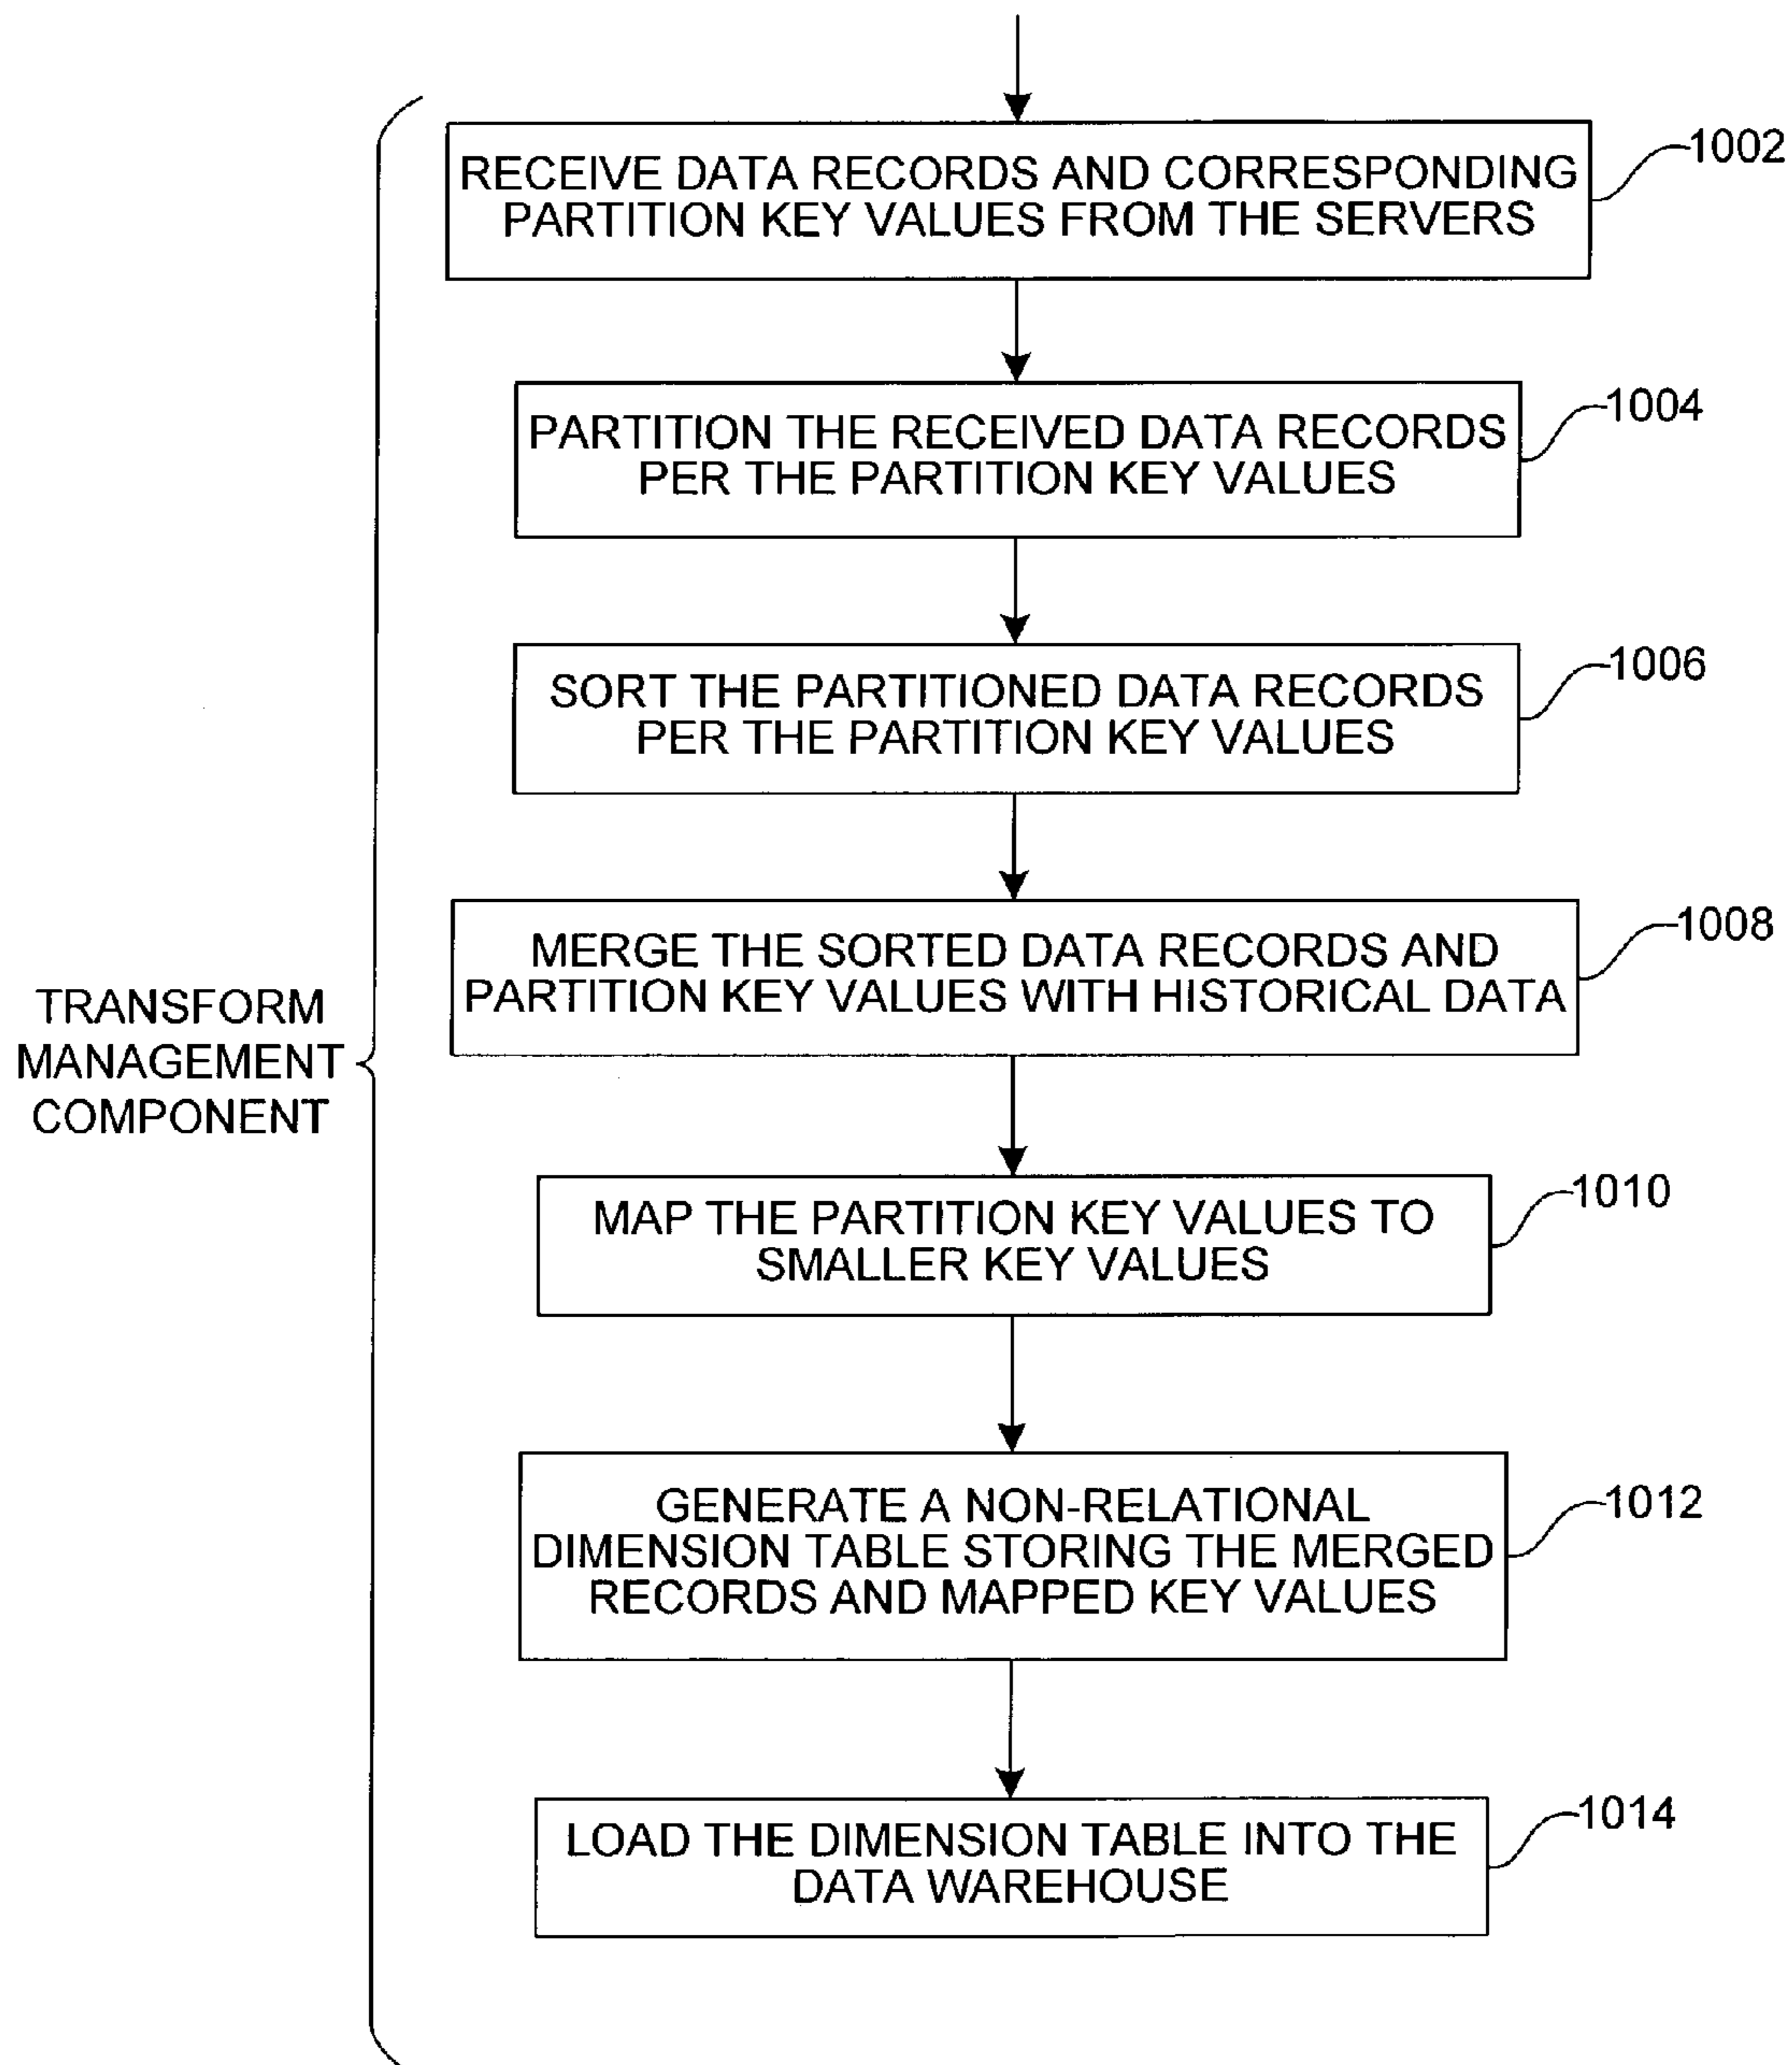 RECEIVE DATA RECORDS AND CORRESPONDING
PARTITION KEY VALUES FROM THE SERVERS
1002
PARTITION THE RECEIVED DATA RECORDS
PER THE PARTITION KEY VALUES
1004
SORT THE PARTITIONED DATA RECORDS
PER THE PARTITION KEY VALUES
1006
MERGE THE SORTED DATA RECORDS AND
PARTITION KEY VALUES WITH HISTORICAL DATA
1008
TRANSFORM
MANAGEMENT
COMPONENT
MAP THE PARTITION KEY VALUES TO
SMALLER KEY VALUES
1010
GENERATE A NON-RELATIONAL
DIMENSION TABLE STORING THE MERGED
RECORDS AND MAPPED KEY VALUES
1012
LOAD THE DIMENSION TABLE INTO THE
DATA WAREHOUSE
1014